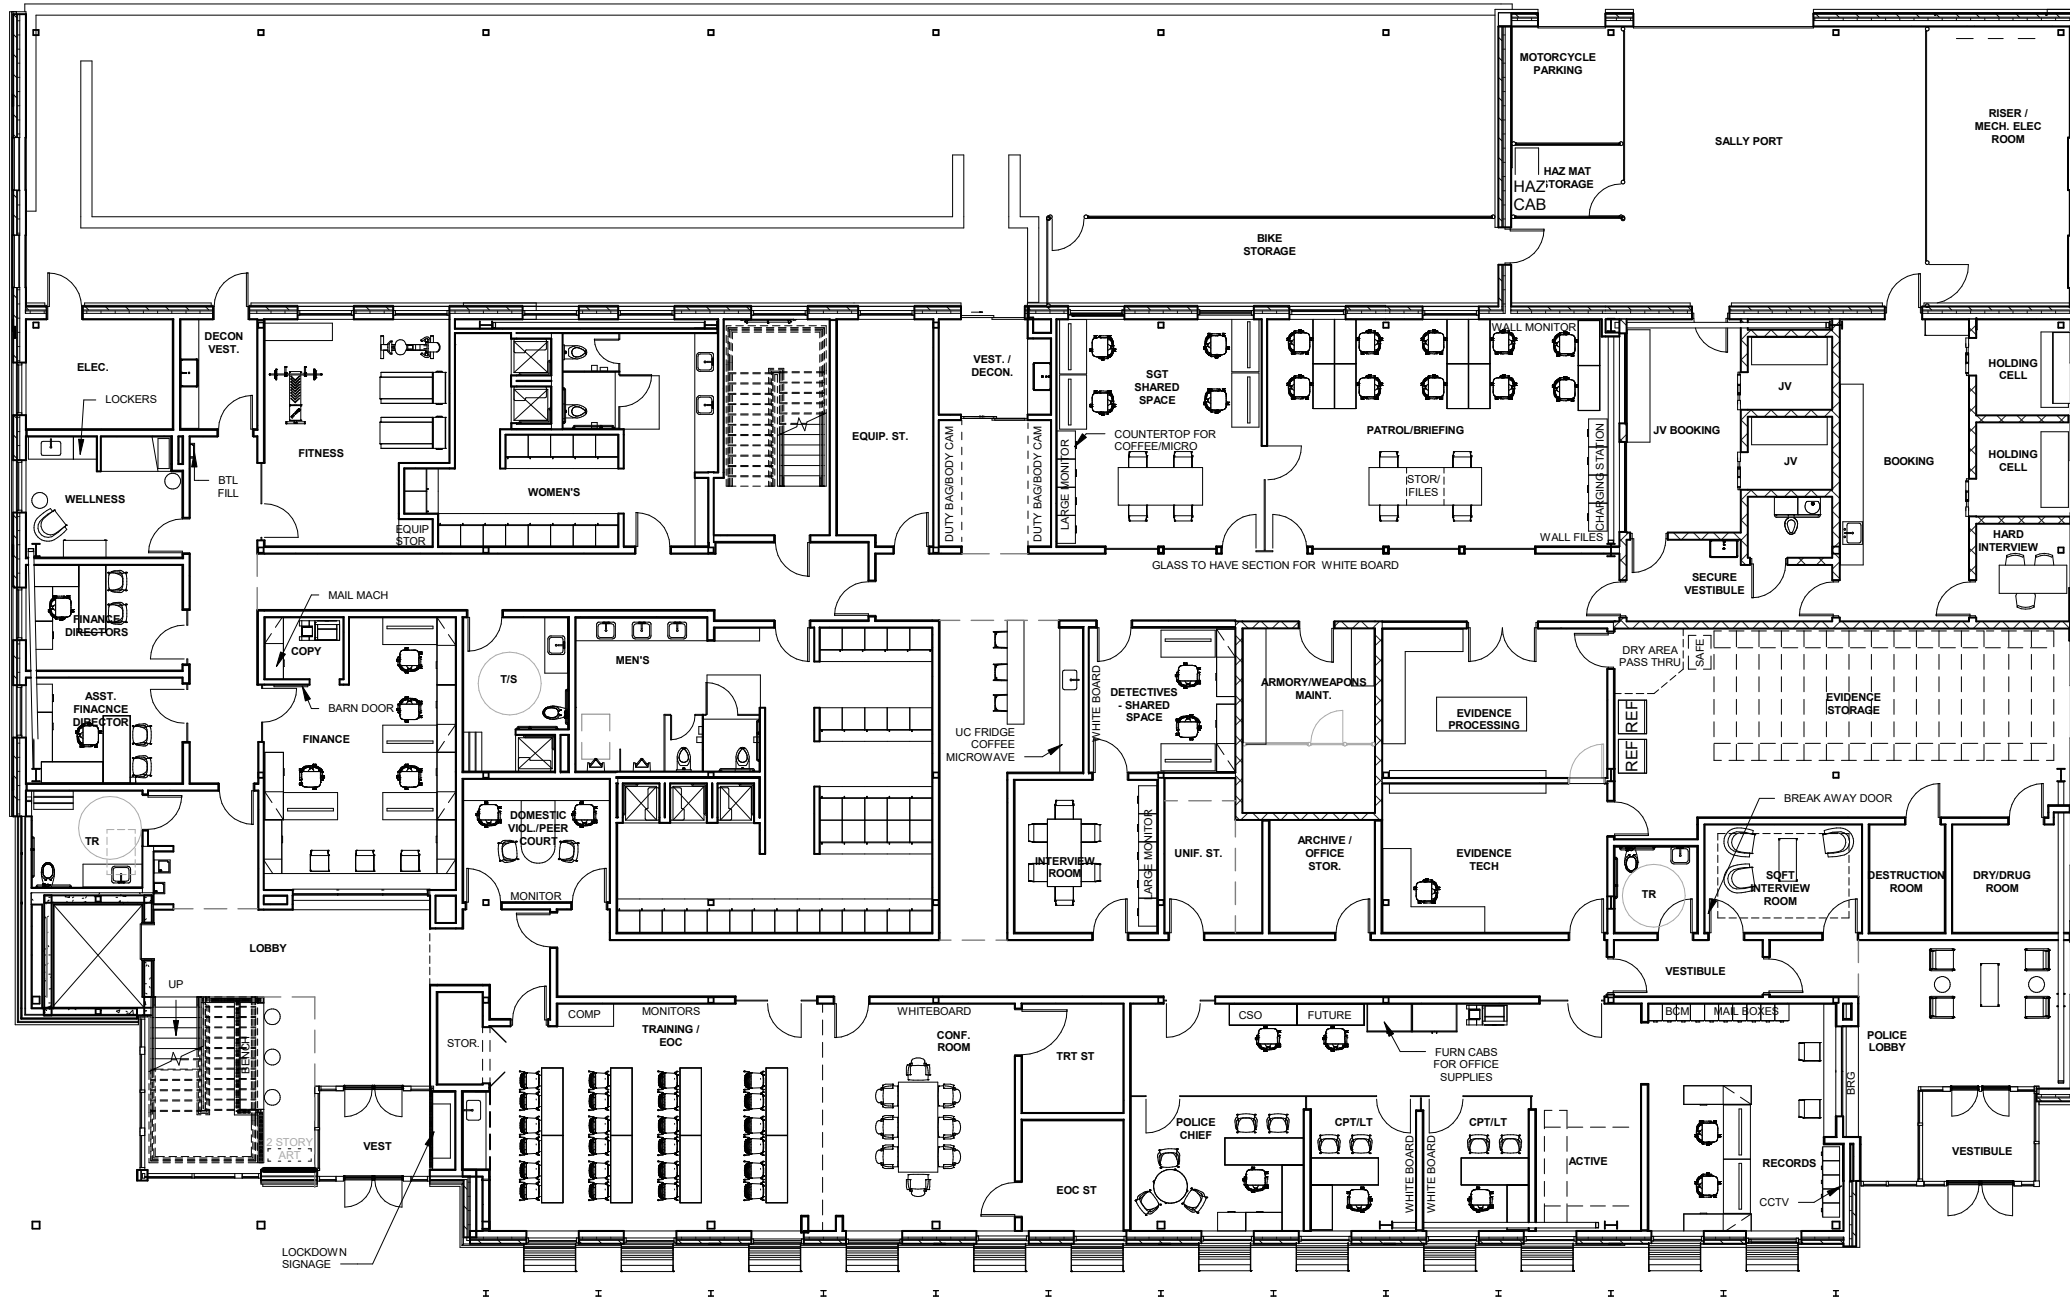 MOTORCYCLE
PARKING
SALLY PORT
RISER /
MECH. ELEC
ROOM
HAZ MAT
STORAGE
HAZ
CAB
BIKE
STORAGE
ELEC.
LOCKERS
DECON
VEST.
FITNESS
WELLNESS
BTL
FILL
EQUIP
STOR
WOMEN'S
EQUIP. ST.
VEST. /
DECON.
DUTY BAG/BODY CAM
DUTY BAG/BODY CAM
SGT
SHARED
SPACE
LARGE MONITOR
COUNTERTOP FOR
COFFEE/MICRO
WALL MONITOR
PATROL/BRIEFING
STOR/
FILES
CHARGING STATION
WALL FILES
GLASS TO HAVE SECTION FOR WHITE BOARD
JV BOOKING
JV
JV
BOOKING
HOLDING
CELL
HOLDING
CELL
HARD
INTERVIEW
SECURE
VESTIBULE
FINANCE
DIRECTORS
MAIL MACH
COPY
BARN DOOR
FINANCE
ASST.
FINACNCE
DIRECTOR
T/S
MEN'S
UC FRIDGE
COFFEE
MICROWAVE
WHITE BOARD
DETECTIVES
- SHARED
SPACE
ARMORY/WEAPONS
MAINT.
EVIDENCE
PROCESSING
DRY AREA
PASS THRU
SAFE
REF
REF
EVIDENCE
STORAGE
BREAK AWAY DOOR
TR
DOMESTIC
VIOL./PEER
COURT
MONITOR
INTERVIEW
ROOM
LARGE MONITOR
UNIF. ST.
ARCHIVE /
OFFICE
STOR.
EVIDENCE
TECH
TR
SOFT
INTERVIEW
ROOM
DESTRUCTION
ROOM
DRY/DRUG
ROOM
LOBBY
UP
BENCH
2 STORY
ART
VEST
LOCKDOWN
SIGNAGE
STOR.
COMP
MONITORS
TRAINING /
EOC
WHITEBOARD
CONF.
ROOM
TRT ST
EOC ST
CSO
FUTURE
FURN CABS
FOR OFFICE
SUPPLIES
POLICE
CHIEF
CPT/LT
WHITE BOARD
WHITE BOARD
CPT/LT
ACTIVE
VESTIBULE
BCM
MAIL BOXES
RECORDS
CCTV
BRG
POLICE
LOBBY
VESTIBULE